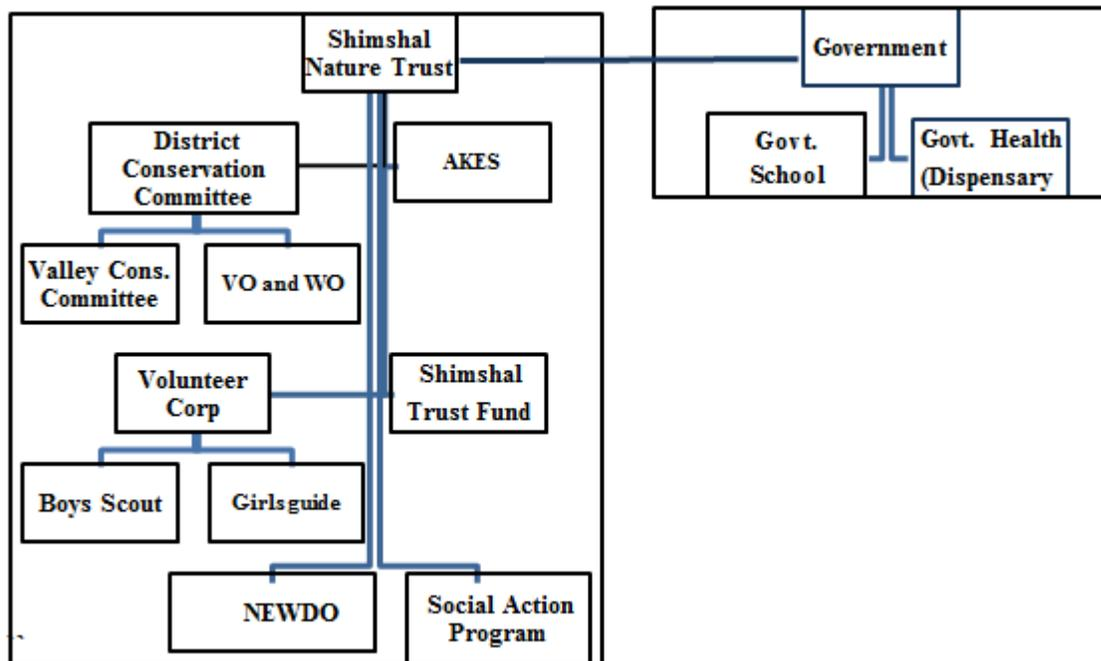 Shimshal
Nature Trust
Government
District
Conservation
Committee
AKES
Govt.
School
Govt. Health
(Dispensary
Valley Cons.
Committee
VO and WO
Volunteer
Corp
Shimshal
Trust Fund
Boys Scout
Girlsguide
NEWDO
Social Action
Program
``